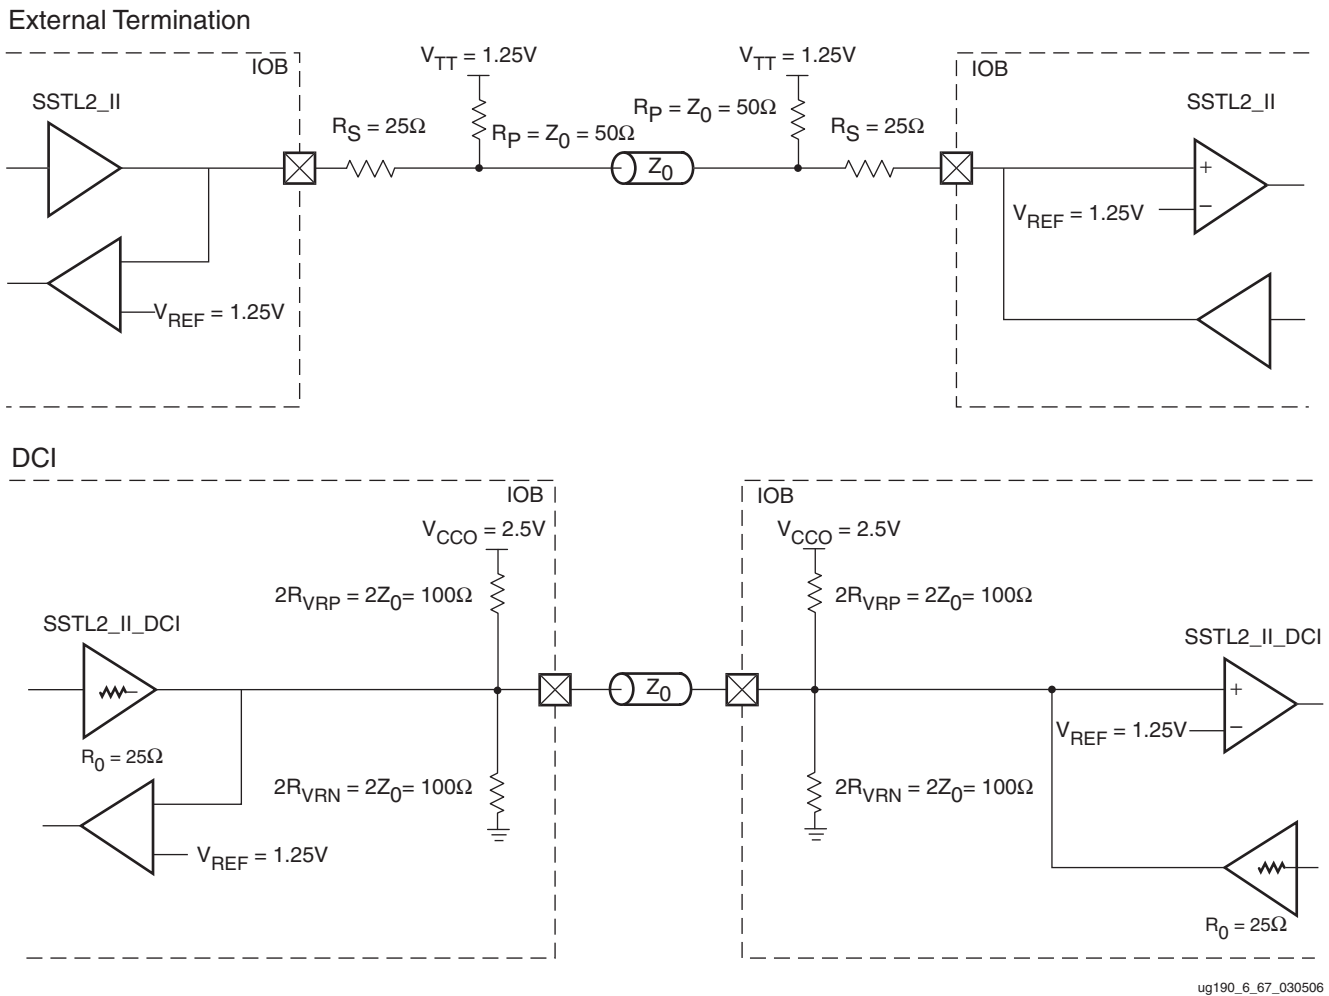 External Termination
IOB
V_TT = 1.25V
V_TT = 1.25V
IOB
SSTL2_II
R_S = 25Ω
R_P = Z_0 = 50Ω
R_P = Z_0 = 50Ω
R_S = 25Ω
SSTL2_II
Z_0
+
V_REF = 1.25V
–
V_REF = 1.25V
DCI
IOB
IOB
V_CCO = 2.5V
V_CCO = 2.5V
2R_VRP = 2Z_0= 100Ω
2R_VRP = 2Z_0= 100Ω
SSTL2_II_DCI
SSTL2_II_DCI
Z_0
+
V_REF = 1.25V
–
R_0 = 25Ω
2R_VRN = 2Z_0= 100Ω
2R_VRN = 2Z_0= 100Ω
V_REF = 1.25V
R_0 = 25Ω
ug190_6_67_030506